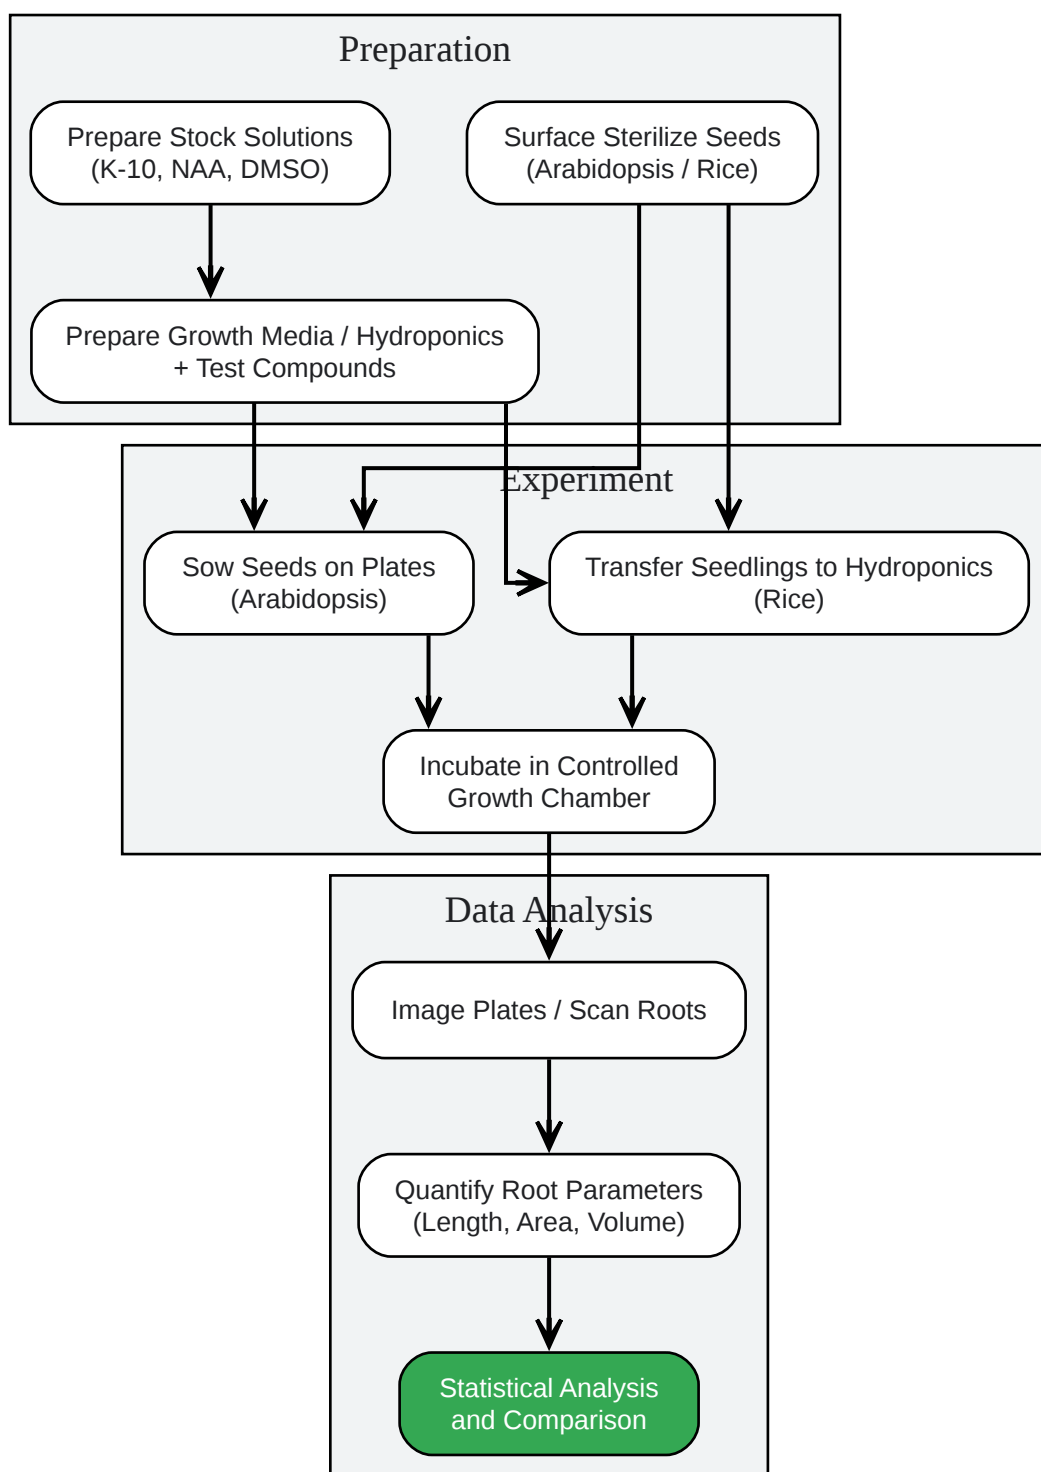 Preparation
Prepare Stock Solutions
(K-10, NAA, DMSO)
Surface Sterilize Seeds
(Arabidopsis / Rice)
Prepare Growth Media / Hydroponics
+ Test Compounds
Experiment
Sow Seeds on Plates
(Arabidopsis)
Transfer Seedlings to Hydroponics
(Rice)
Incubate in Controlled
Growth Chamber
Data Analysis
Image Plates / Scan Roots
Quantify Root Parameters
(Length, Area, Volume)
Statistical Analysis
and Comparison